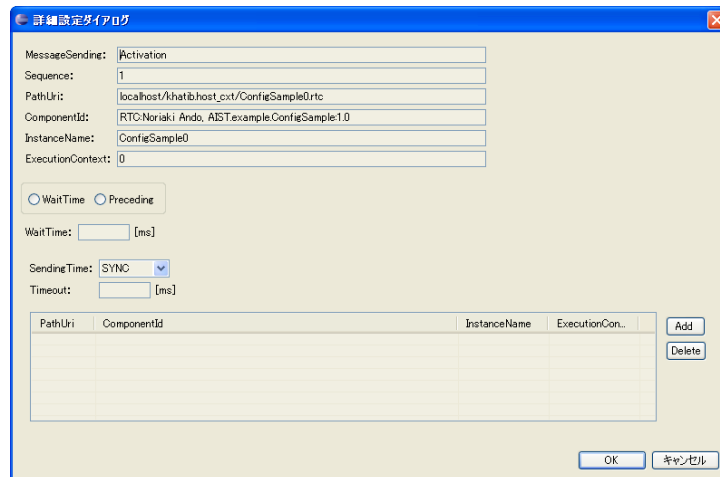 詳細設定ダイアログ
MessageSending: Activation
Sequence: 1
PathUri: localhost/khatib.host_cxt/ConfigSample0.rtc
ComponentId: RTC:Noriaki Ando, AIST.example.ConfigSample:1.0
InstanceName: ConfigSample0
ExecutionContext: 0
WaitTime Preceding
WaitTime: [ms]
SendingTime: SYNC
Timeout: [ms]
PathUri ComponentId InstanceName ExecutionCon...
Add
Delete
OK キャンセル